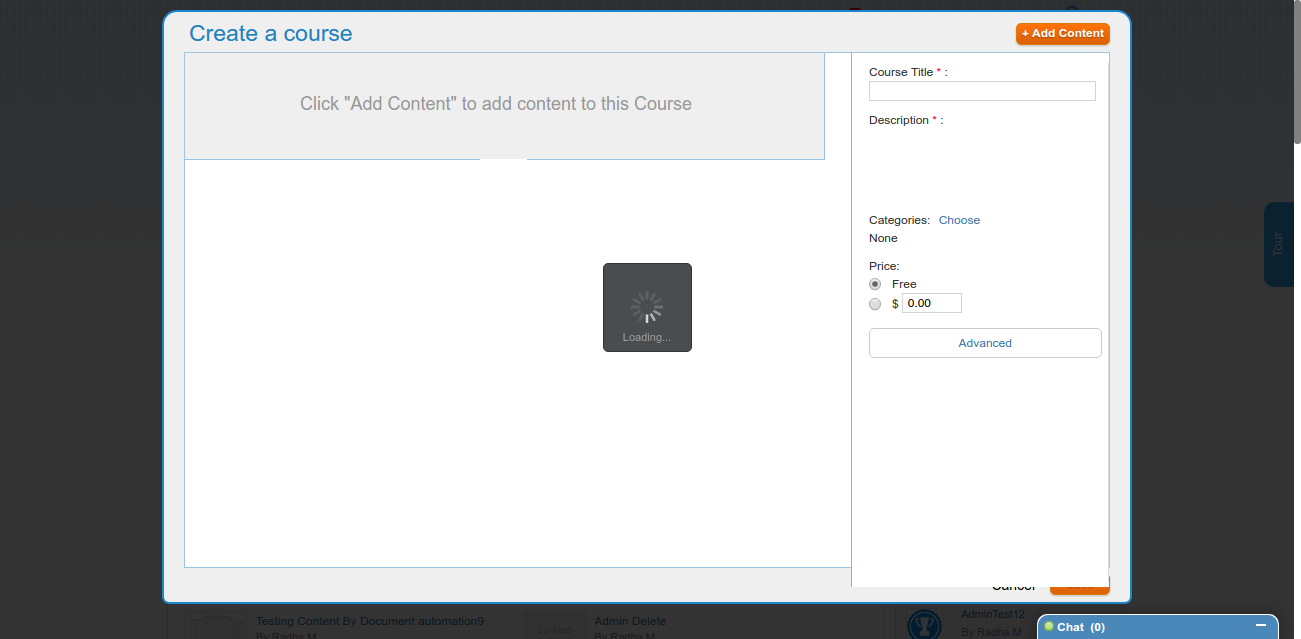 Create a course
+ Add Content
Click "Add Content" to add content to this Course
Course Title * :
Description * :
Categories: Choose
None
Price:
Free
$ 0.00
Advanced
Loading...
Tour
Cancel
Testing Content By Document automation9
By Radha M
Content
Admin Delete
By Radha M
AdminTest12
By Radha M
Chat (0)